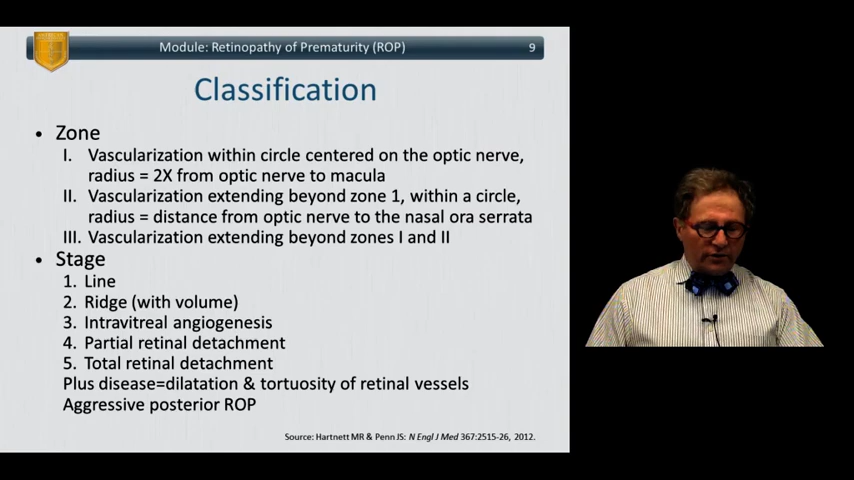 Module: Retinopathy of Prematurity (ROP) 9
Classification
• Zone
I. Vascularization within circle centered on the optic nerve,
radius = 2X from optic nerve to macula
II. Vascularization extending beyond zone 1, within a circle,
radius = distance from optic nerve to the nasal ora serrata
III. Vascularization extending beyond zones I and II
• Stage
1. Line
2. Ridge (with volume)
3. Intravitreal angiogenesis
4. Partial retinal detachment
5. Total retinal detachment
Plus disease=dilatation & tortuosity of retinal vessels
Aggressive posterior ROP
Source: Hartnett MR & Penn JS: N Engl J Med 367:2515-26, 2012.